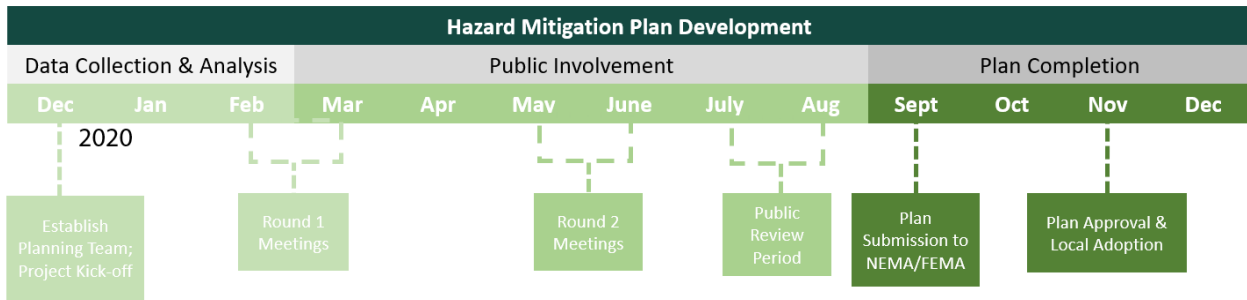 Hazard Mitigation Plan Development
Data Collection & Analysis Public Involvement Plan Completion
Dec Jan Feb Mar Apr May June July Aug Sept Oct Nov Dec
2020
Establish
Planning Team;
Project Kick-off
Round 1
Meetings
Round 2
Meetings
Public
Review
Period
Plan
Submission to
NEMA/FEMA
Plan Approval &
Local Adoption